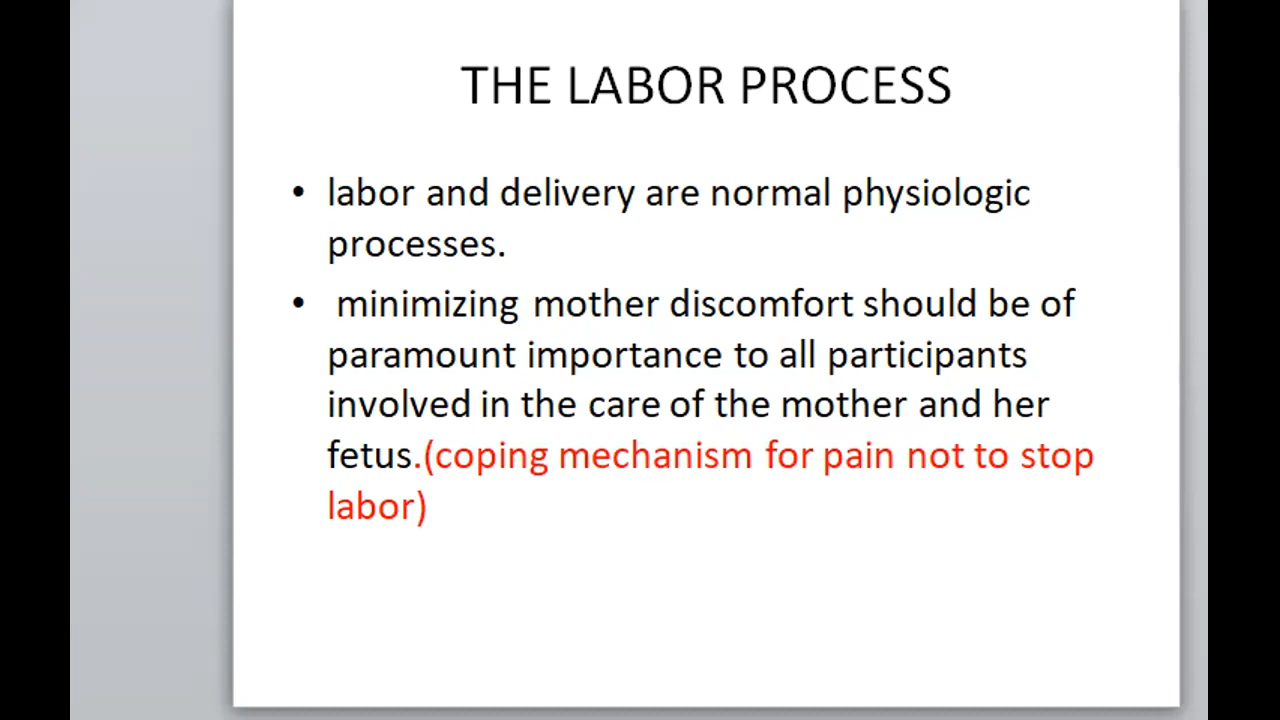 THE LABOR PROCESS
• labor and delivery are normal physiologic
processes.
• minimizing mother discomfort should be of
paramount importance to all participants
involved in the care of the mother and her
fetus.(coping mechanism for pain not to stop
labor)